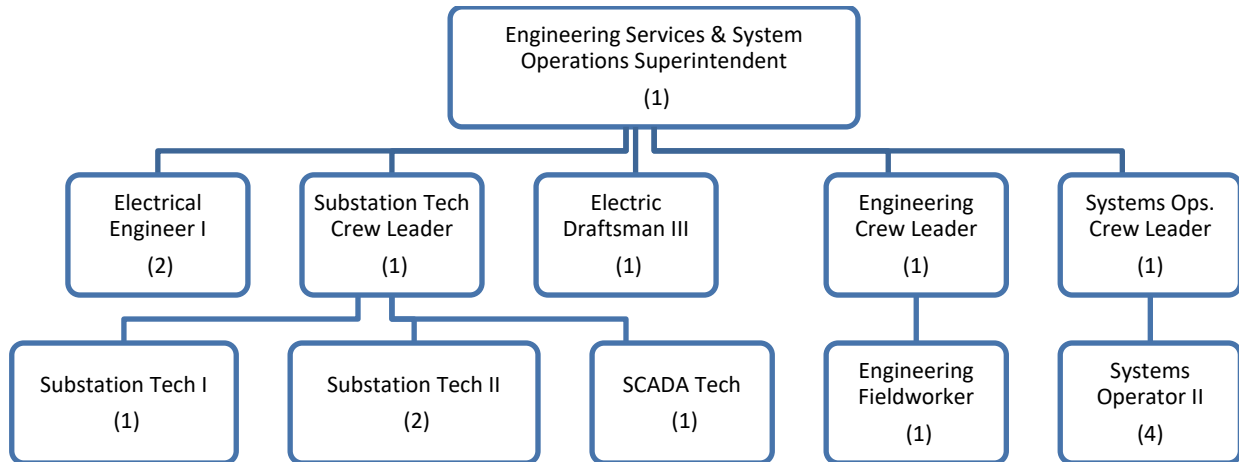 Engineering Services & System
Operations Superintendent
(1)
Electrical
Engineer I
(2)
Substation Tech
Crew Leader
(1)
Electric
Draftsman III
(1)
Engineering
Crew Leader
(1)
Systems Ops.
Crew Leader
(1)
Substation Tech I
(1)
Substation Tech II
(2)
SCADA Tech
(1)
Engineering
Fieldworker
(1)
Systems
Operator II
(4)